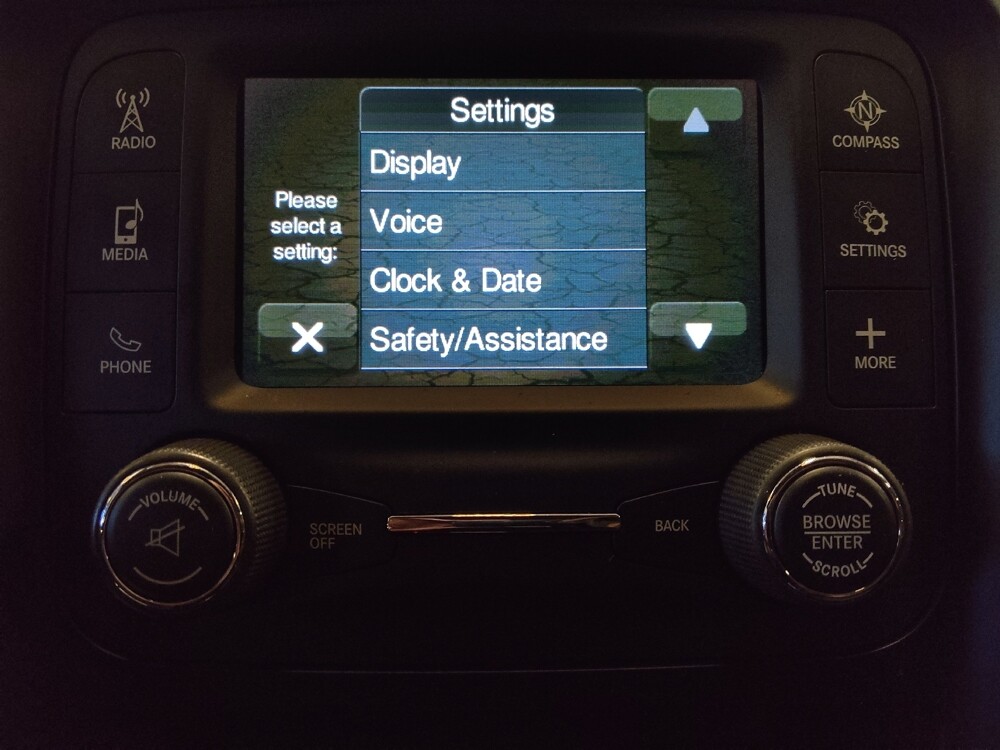 RADIO
MEDIA
PHONE
Settings
Display
Voice
Clock & Date
Safety/Assistance
Please
select a
setting:
N
COMPASS
SETTINGS
MORE
VOLUME
SCREEN
OFF
BACK
TUNE
BROWSE
ENTER
SCROLL